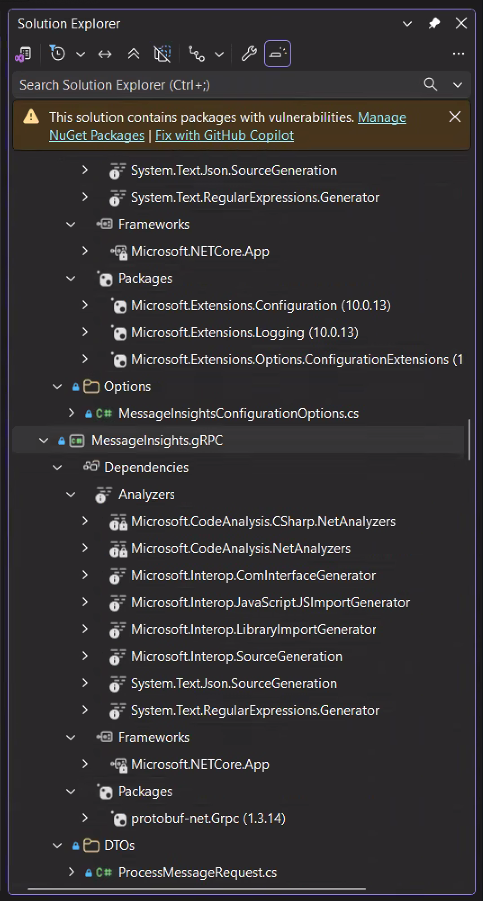 Solution Explorer
Search Solution Explorer (Ctrl+;)
This solution contains packages with vulnerabilities. Manage
NuGet Packages | Fix with GitHub Copilot
System.Text.Json.SourceGeneration
System.Text.RegularExpressions.Generator
Frameworks
Microsoft.NETCore.App
Packages
Microsoft.Extensions.Configuration (10.0.13)
Microsoft.Extensions.Logging (10.0.13)
Microsoft.Extensions.Options.ConfigurationExtensions (1
Options
C# MessageInsightsConfigurationOptions.cs
C# MessageInsights.gRPC
Dependencies
Analyzers
Microsoft.CodeAnalysis.CSharp.NetAnalyzers
Microsoft.CodeAnalysis.NetAnalyzers
Microsoft.Interop.ComInterfaceGenerator
Microsoft.Interop.JavaScript.JSImportGenerator
Microsoft.Interop.LibraryImportGenerator
Microsoft.Interop.SourceGeneration
System.Text.Json.SourceGeneration
System.Text.RegularExpressions.Generator
Frameworks
Microsoft.NETCore.App
Packages
protobuf-net.Grpc (1.3.14)
DTOs
C# ProcessMessageRequest.cs